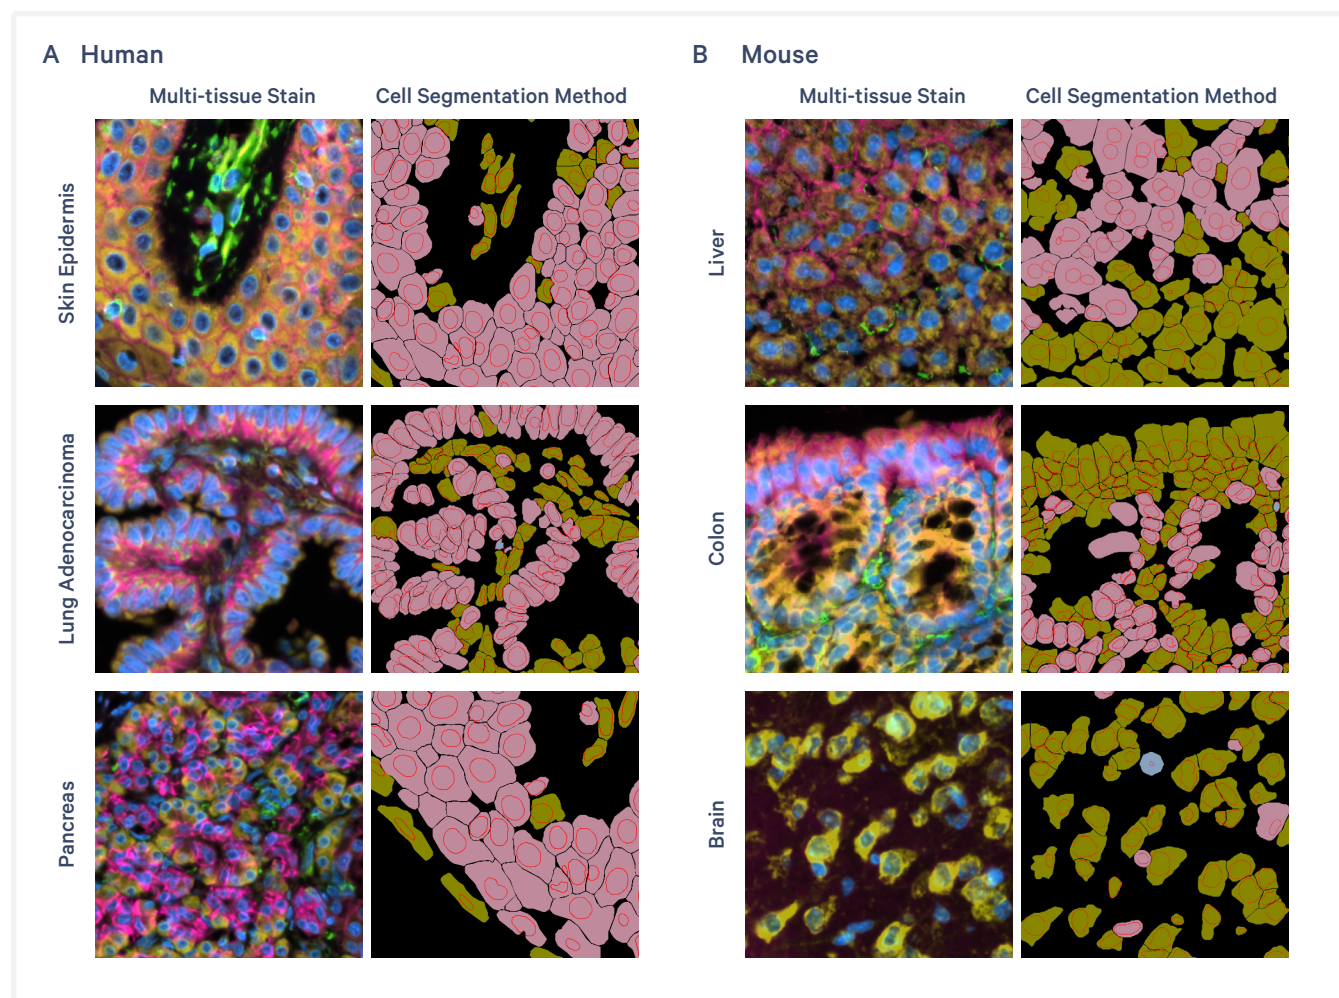 A Human
Multi-tissue Stain
Cell Segmentation Method
Skin Epidermis
Lung Adenocarcinoma
Pancreas
B Mouse
Multi-tissue Stain
Cell Segmentation Method
Liver
Colon
Brain